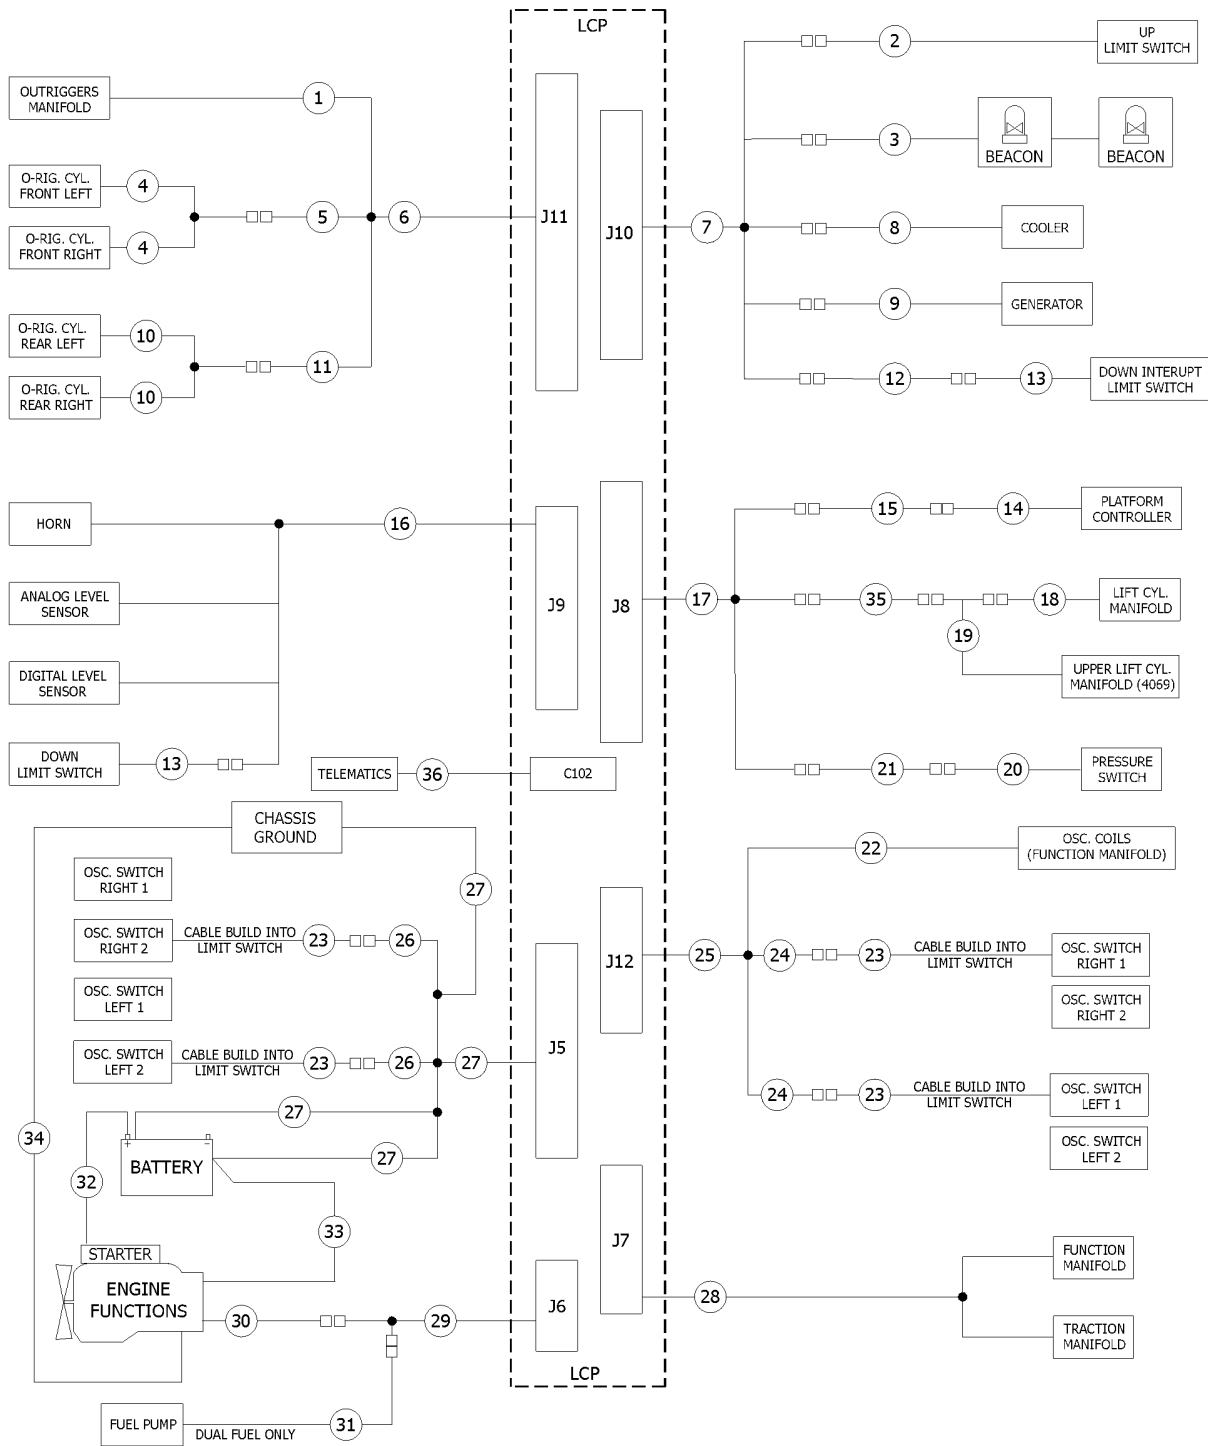 LCP
UP
LIMIT SWITCH
2
OUTRIGGERS
MANIFOLD
1
3
BEACON
BEACON
O-RIG. CYL.
FRONT LEFT
4
5
6
J11
J10
7
8
COOLER
O-RIG. CYL.
FRONT RIGHT
4
9
GENERATOR
O-RIG. CYL.
REAR LEFT
10
11
12
13
DOWN INTERUPT
LIMIT SWITCH
O-RIG. CYL.
REAR RIGHT
10
HORN
16
15
14
PLATFORM
CONTROLLER
ANALOG LEVEL
SENSOR
J9
J8
17
35
18
LIFT CYL.
MANIFOLD
19
DIGITAL LEVEL
SENSOR
UPPER LIFT CYL.
MANIFOLD (4069)
DOWN
LIMIT SWITCH
13
TELEMATICS
36
C102
21
20
PRESSURE
SWITCH
CHASSIS
GROUND
22
OSC. COILS
(FUNCTION MANIFOLD)
OSC. SWITCH
RIGHT 1
27
OSC. SWITCH
RIGHT 2
CABLE BUILD INTO
LIMIT SWITCH
23
26
J12
25
24
23
CABLE BUILD INTO
LIMIT SWITCH
OSC. SWITCH
RIGHT 1
OSC. SWITCH
LEFT 1
OSC. SWITCH
RIGHT 2
OSC. SWITCH
LEFT 2
CABLE BUILD INTO
LIMIT SWITCH
23
26
27
J5
24
23
CABLE BUILD INTO
LIMIT SWITCH
OSC. SWITCH
LEFT 1
27
34
+
-
BATTERY
27
OSC. SWITCH
LEFT 2
32
33
J7
STARTER
ENGINE
FUNCTIONS
FUNCTION
MANIFOLD
28
30
29
J6
TRACTION
MANIFOLD
LCP
FUEL PUMP
DUAL FUEL ONLY
31